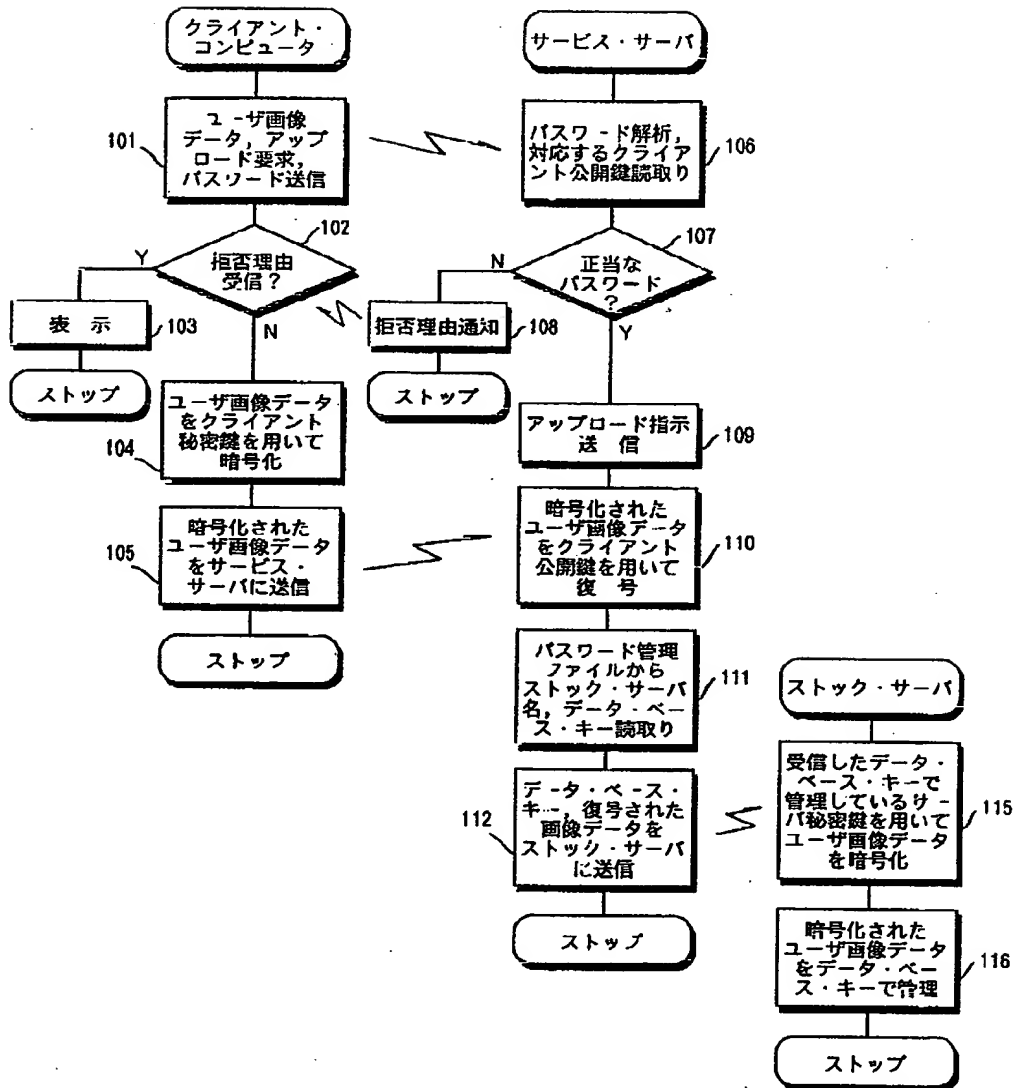 クライアント・
コンピュータ
ユーザ画像
データ,アップ
ロード要求,
パスワード送信
101
拒否理由
受信?
102
Y
N
表 示
103
ストップ
ユーザ画像データ
をクライアント
秘密鍵を用いて
暗号化
104
暗号化された
ユーザ画像データ
をサービス・
サーバに送信
105
ストップ
サービス・サーバ
パスワード解析,
対応するクライア
ント公開鍵読取り
106
正当な
パスワード
?
107
N
Y
拒否理由通知
108
ストップ
アップロード指示
送 信
109
暗号化された
ユーザ画像データ
をクライアント
公開鍵を用いて
復 号
110
パスワード管理
ファイルから
ストック・サーバ
名,データ・ベー
ス・キー読取り
111
データ・ベース・
キー,復号された
画像データを
ストック・サーバ
に送信
112
ストップ
ストック・サーバ
受信したデータ・
ベース・キーで
管理しているサー
バ秘密鍵を用いて
ユーザ画像データ
を暗号化
115
暗号化された
ユーザ画像データ
をデータ・ベー
ス・キーで管理
116
ストップ